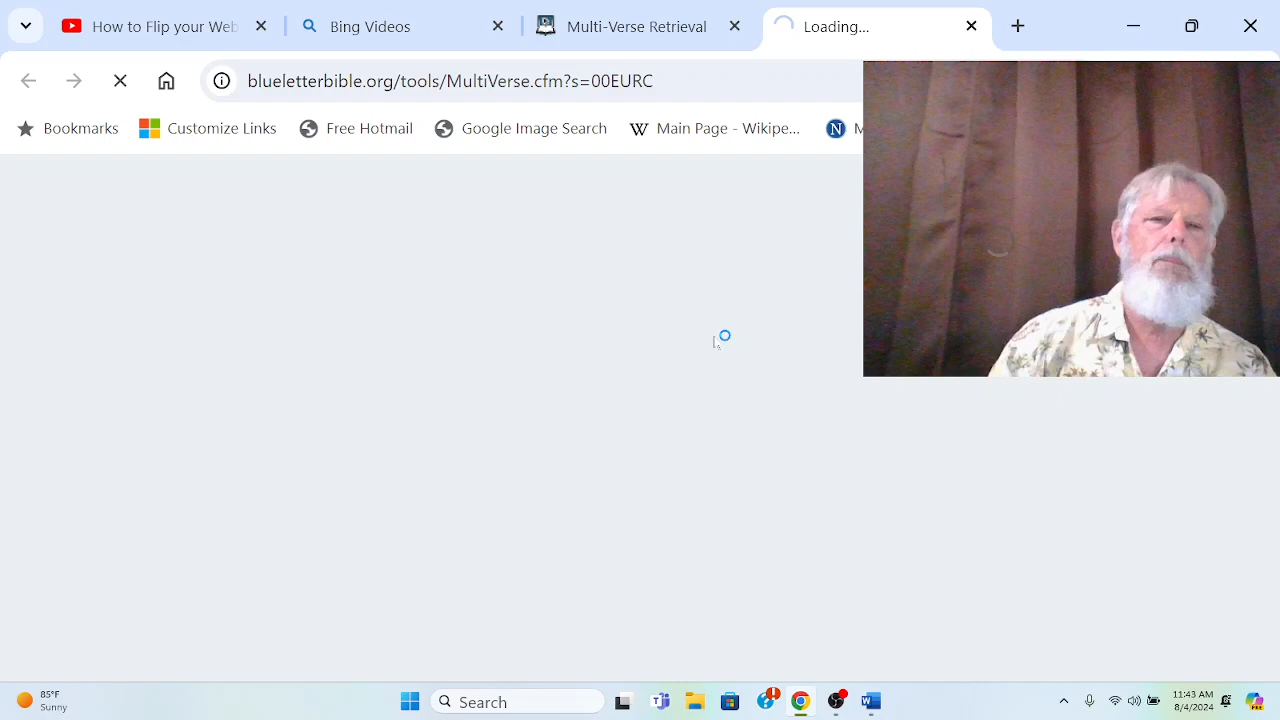 How to Flip your Web
Bing Videos
Multi-Verse Retrieval
Loading...
blueletterbible.org/tools/MultiVerse.cfm?s=00EURC
Bookmarks
Customize Links
Free Hotmail
Google Image Search
W Main Page - Wikipe...
N
85°F
Sunny
Search
11:43 AM
8/4/2024